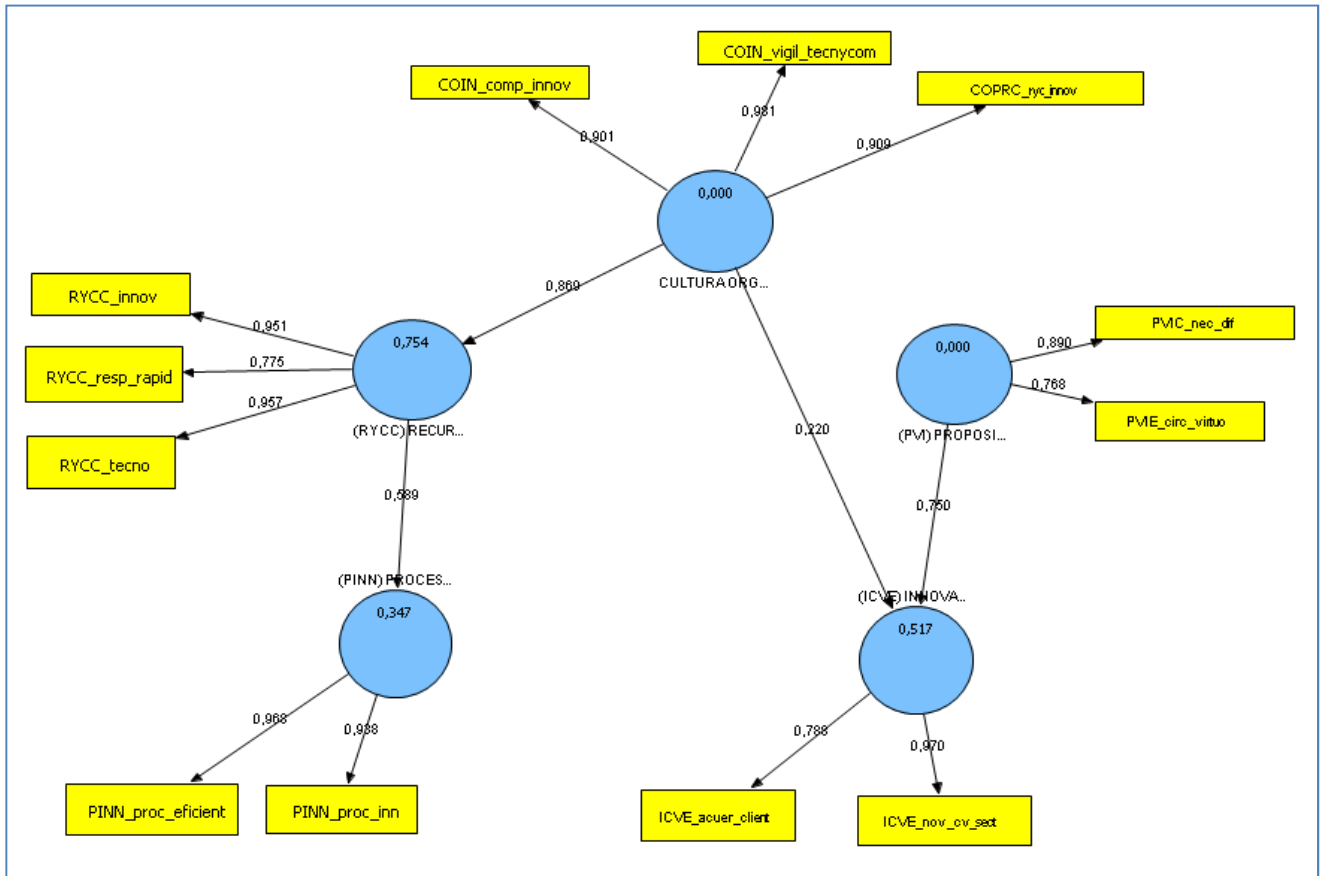 COIN_vigil_tecnycom
COIN_comp_innov
COPRC_ryc_innov
0,981
0,901
0,909
0,000
CULTURA ORG...
0,869
RYCC_innov
0,951
RYCC_resp_rapid
0,775
RYCC_tecno
0,957
0,754
(RYCC) RECUR...
PVIC_nec_dif
0,890
0,000
0,768
PVIE_circ_virtuo
(PVI) PROPOSI...
0,220
0,750
0,589
(PINN) PROCES...
0,347
(ICVE) INNOVA...
0,517
0,968
0,938
PINN_proc_eficient
PINN_proc_inn
0,788
0,970
ICVE_acuer_client
ICVE_nov_cv_sect